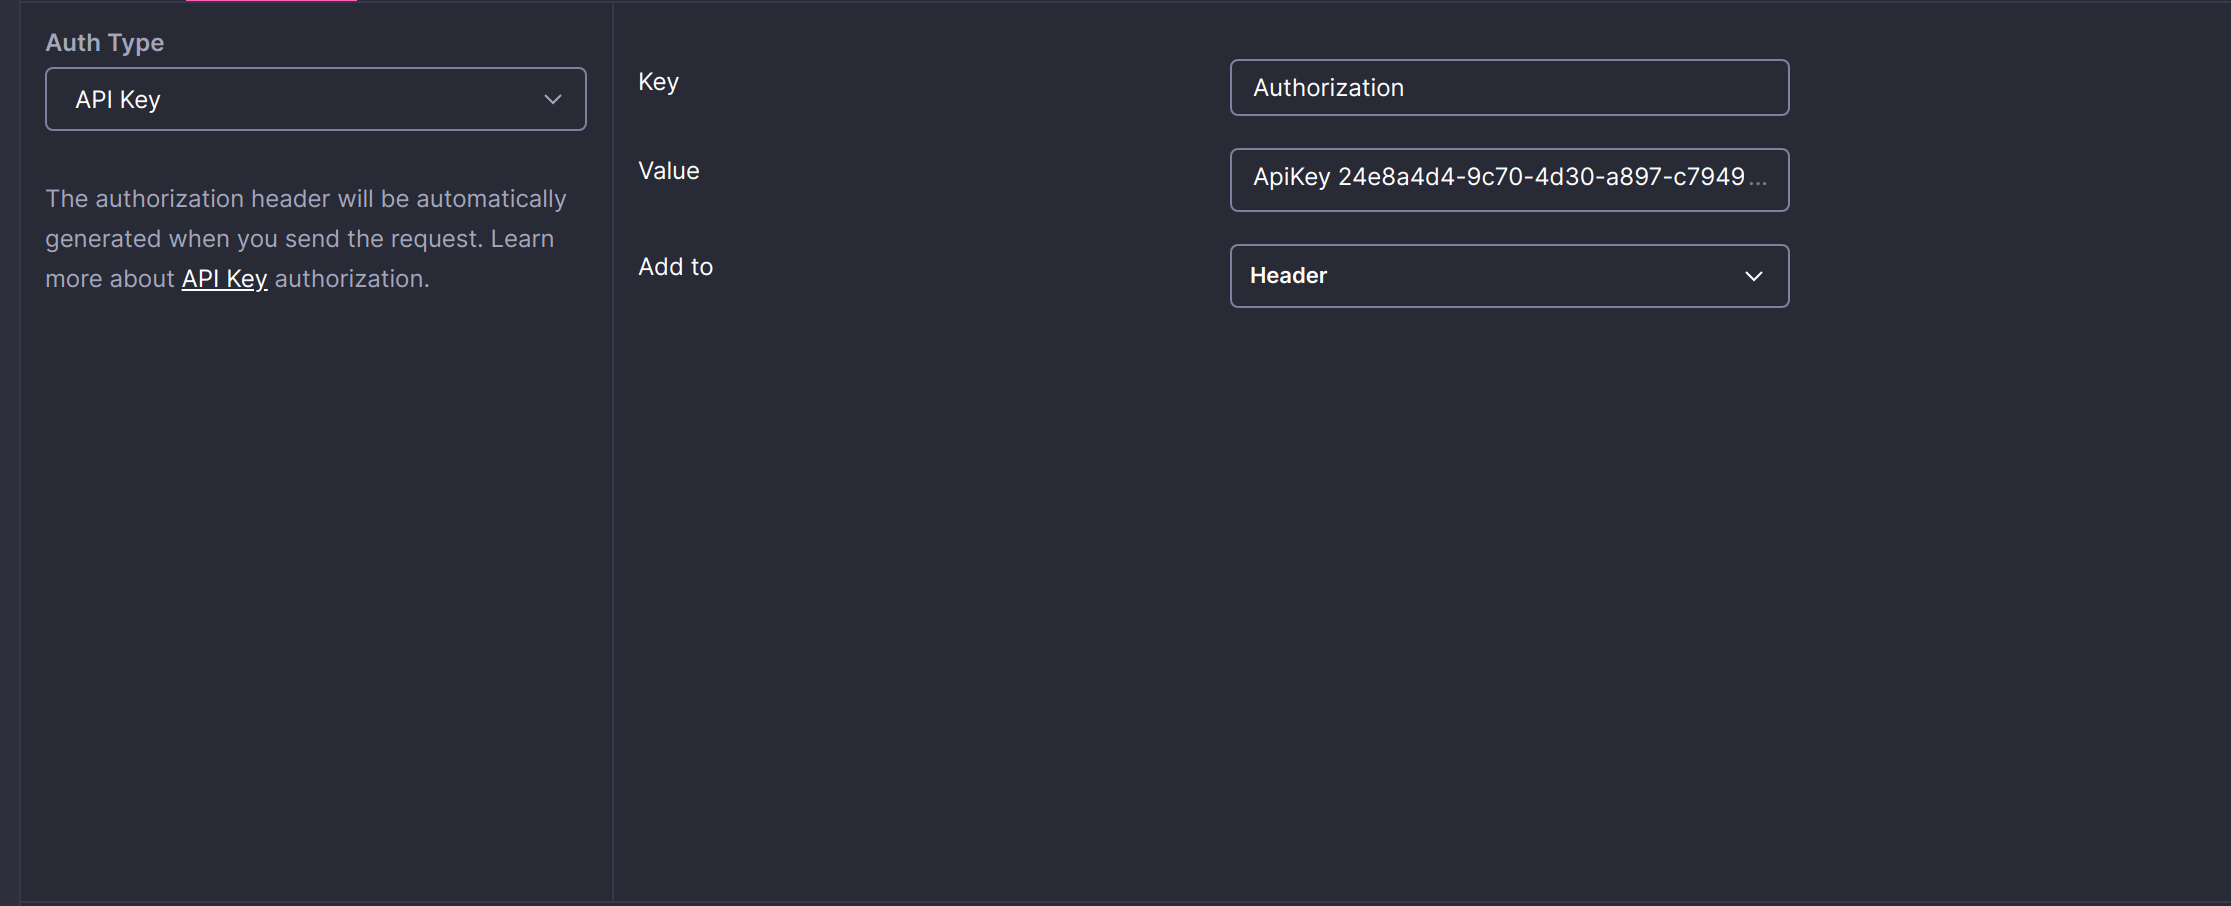 Auth Type
API Key
The authorization header will be automatically
generated when you send the request. Learn
more about API Key authorization.
Key
Authorization
Value
ApiKey 24e8a4d4-9c70-4d30-a897-c7949...
Add to
Header